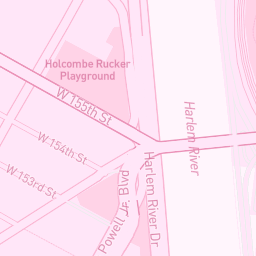 Holcombe Rucker
Playground
W 155th St
Harlem River
W 154th St
W 153rd St
Harlem River Dr
Powell Jr. Blvd